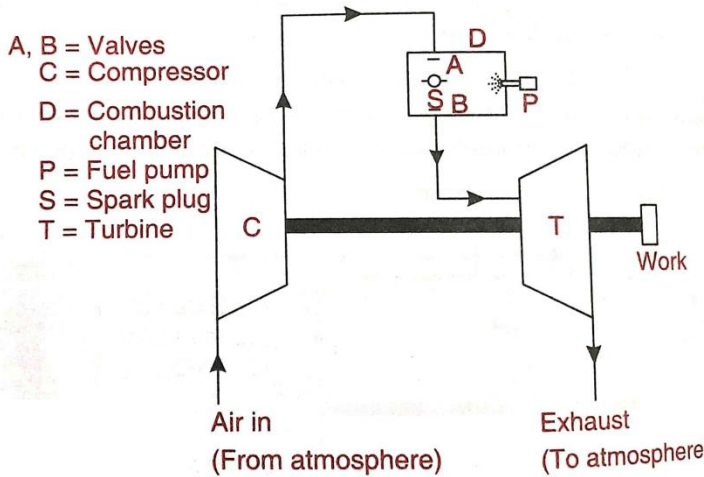 A, B = Valves
C = Compressor
D = Combustion
chamber
P = Fuel pump
S = Spark plug
T = Turbine
D
A
S
B
P
C
T
Work
Air in
(From atmosphere)
Exhaust
(To atmosphere